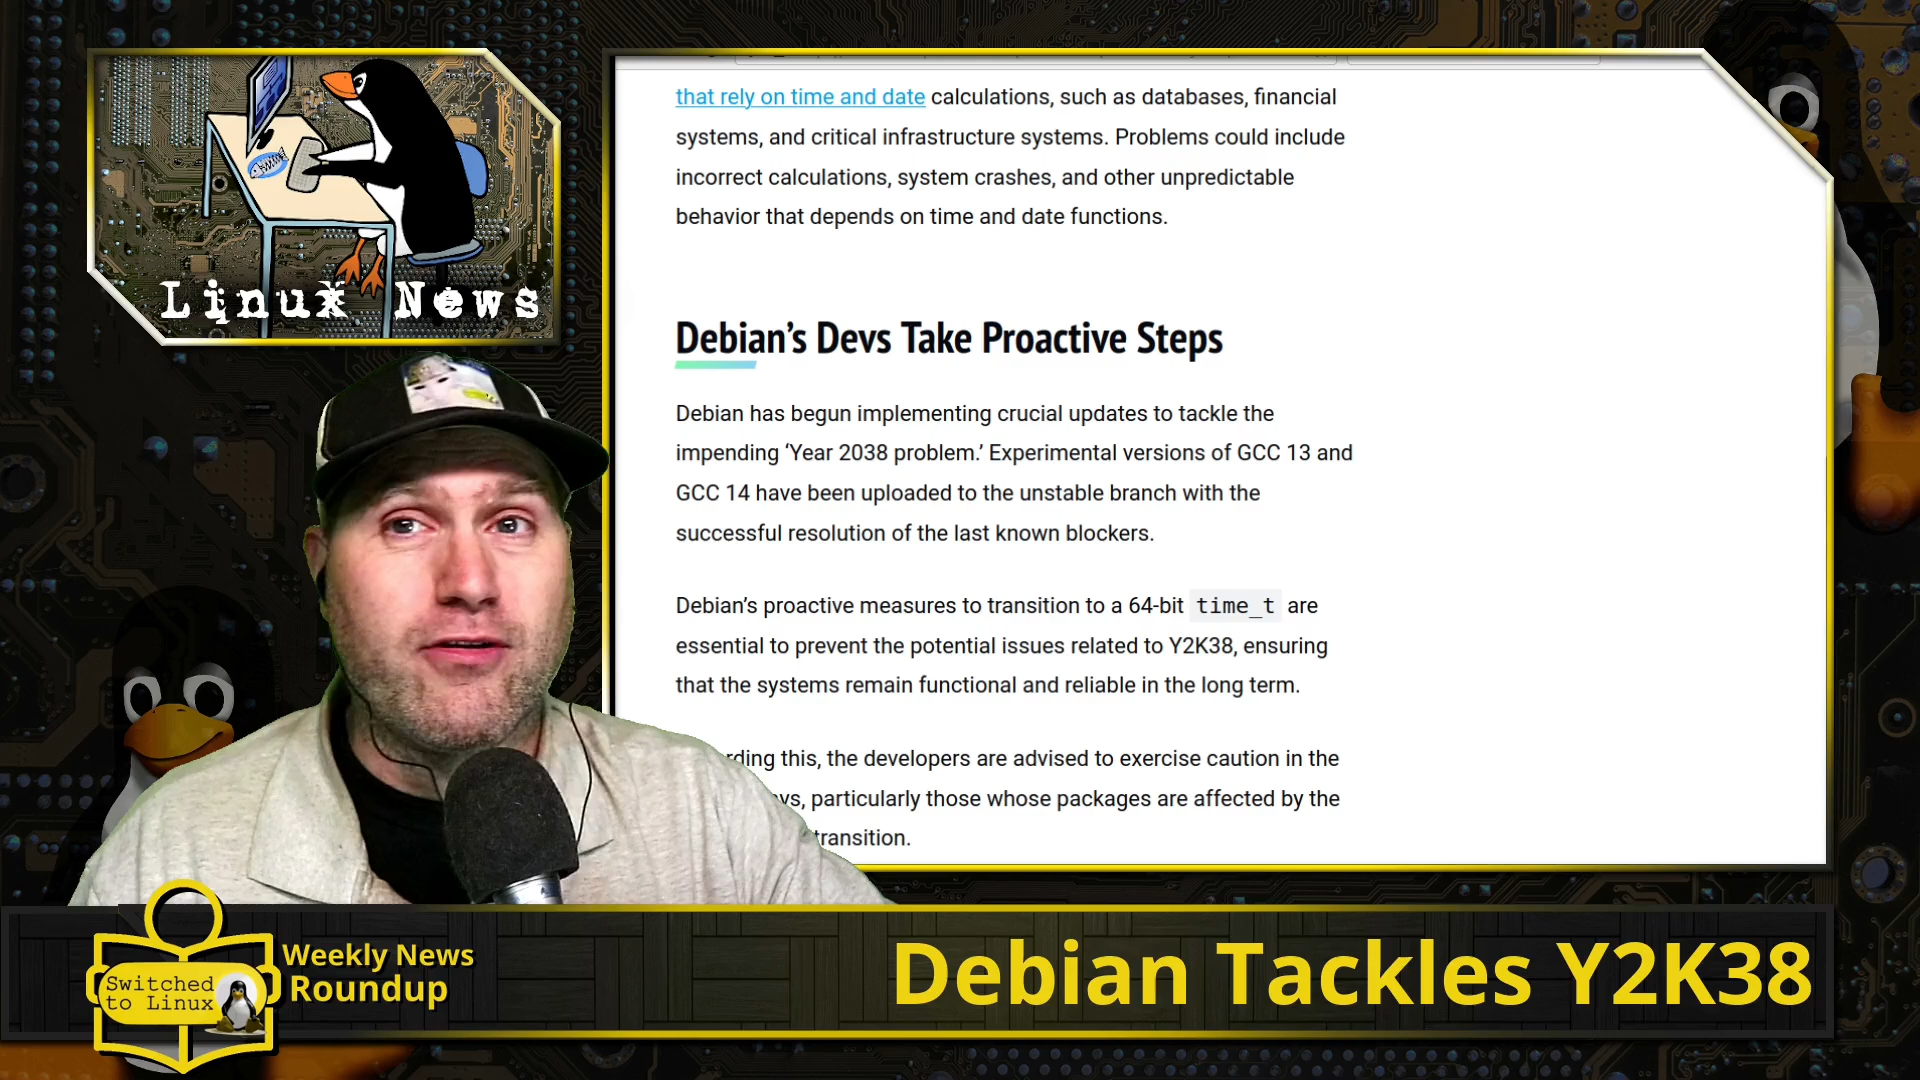 Linux News
that rely on time and date calculations, such as databases, financial
systems, and critical infrastructure systems. Problems could include
incorrect calculations, system crashes, and other unpredictable
behavior that depends on time and date functions.
Debian’s Devs Take Proactive Steps
Debian has begun implementing crucial updates to tackle the
impending ‘Year 2038 problem.’ Experimental versions of GCC 13 and
GCC 14 have been uploaded to the unstable branch with the
successful resolution of the last known blockers.
Debian’s proactive measures to transition to a 64-bit time_t are
essential to prevent the potential issues related to Y2K38, ensuring
that the systems remain functional and reliable in the long term.
this, the developers are advised to exercise caution in the
particularly those whose packages are affected by the
transition.
Switched
to Linux
Weekly News
Roundup
Debian Tackles Y2K38